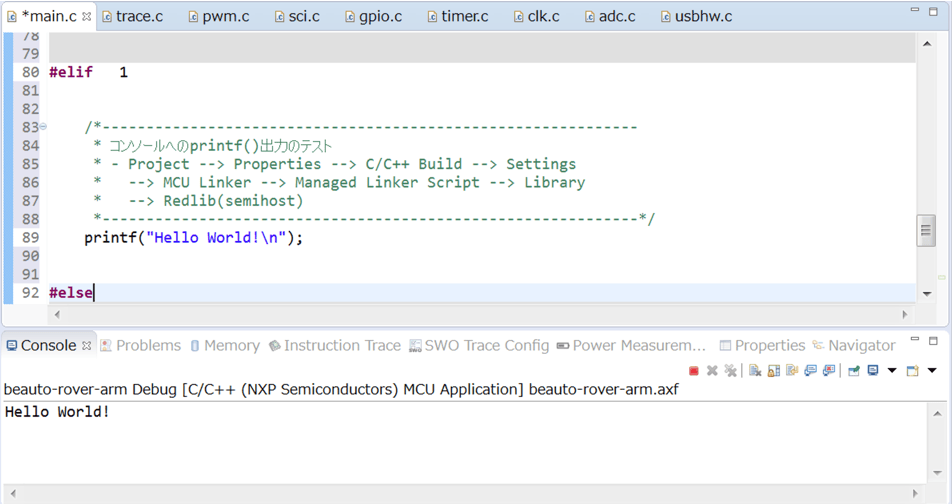 *main.c trace.c pwm.c sci.c gpio.c timer.c clk.c adc.c usbhw.c
78
79
80 #elif 1
81
82
83 /*-------------------------------------------------------------
84 * コンソールへのprintf()出力のテスト
85 * - Project --> Properties --> C/C++ Build --> Settings
86 * --> MCU Linker --> Managed Linker Script --> Library
87 * --> Redlib(semihost)
88 *-------------------------------------------------------------*/
89 printf("Hello World!\n");
90
91
92 #else
Console Problems Memory Instruction Trace SWO Trace Config Power Measurem... Properties Navigator
beauto-rover-arm Debug [C/C++ (NXP Semiconductors) MCU Application] beauto-rover-arm.axf
Hello World!